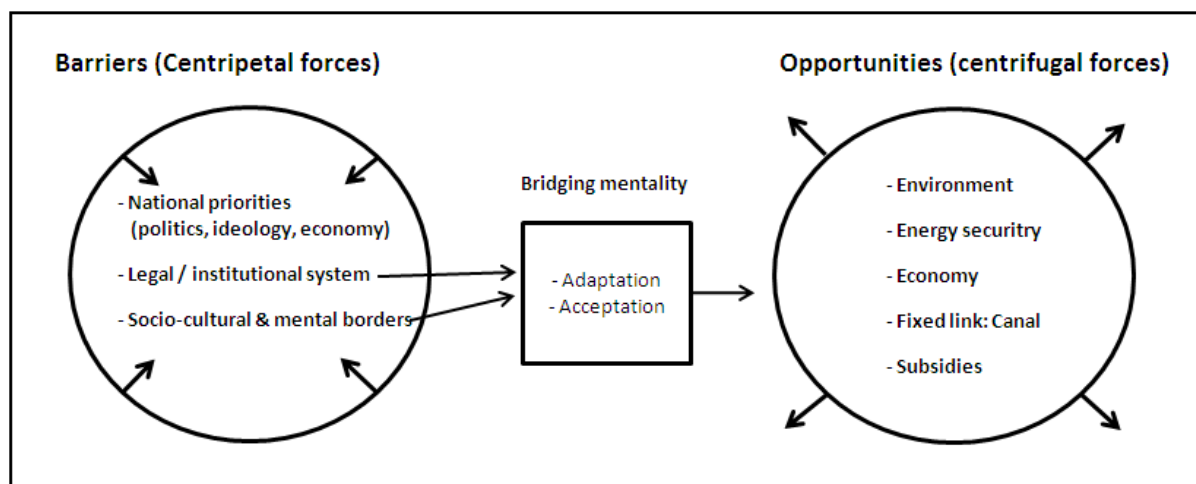 Barriers (Centripetal forces)
- National priorities
(politics, ideology, economy)
- Legal / institutional system
- Socio-cultural & mental borders
Bridging mentality
- Adaptation
- Acceptation
Opportunities (centrifugal forces)
- Environment
- Energy securitry
- Economy
- Fixed link: Canal
- Subsidies